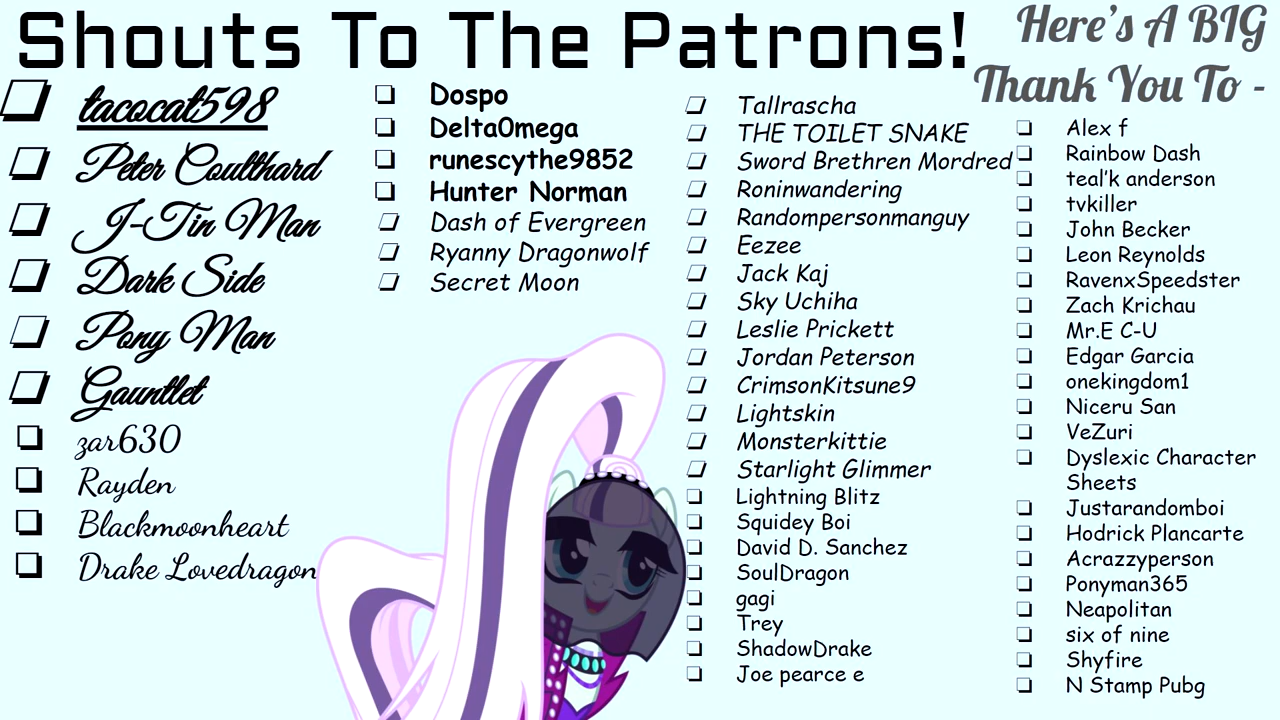 Shouts To The Patrons!
tacocat598
Peter Coulthard
J-Tin Man
Dark Side
Pony Man
Gauntlet
zar630
Rayden
Blackmoonheart
Drake Lovedragon
Dospo
Delta0mega
runescythe9852
Hunter Norman
Dash of Evergreen
Ryanny Dragonwolf
Secret Moon
Tallrascha
THE TOILET SNAKE
Sword Brethren Mordred
Roninwandering
Randompersonmanguy
Eezee
Jack Kaj
Sky Uchiha
Leslie Prickett
Jordan Peterson
CrimsonKitsune9
Lightskin
Monsterkittie
Starlight Glimmer
Lightning Blitz
Squidey Boi
David D. Sanchez
SoulDragon
gagi
Trey
ShadowDrake
Joe pearce e
Here's A BIG
Thank You To -
Alex f
Rainbow Dash
teal'k anderson
tvkiller
John Becker
Leon Reynolds
RavenxSpeedster
Zach Krichau
Mr.E C-U
Edgar Garcia
onekingdom1
Niceru San
VeZuri
Dyslexic Character
Sheets
Justarandomboi
Hodrick Plancarte
Acrazzyperson
Ponyman365
Neapolitan
six of nine
Shyfire
N Stamp Pubg